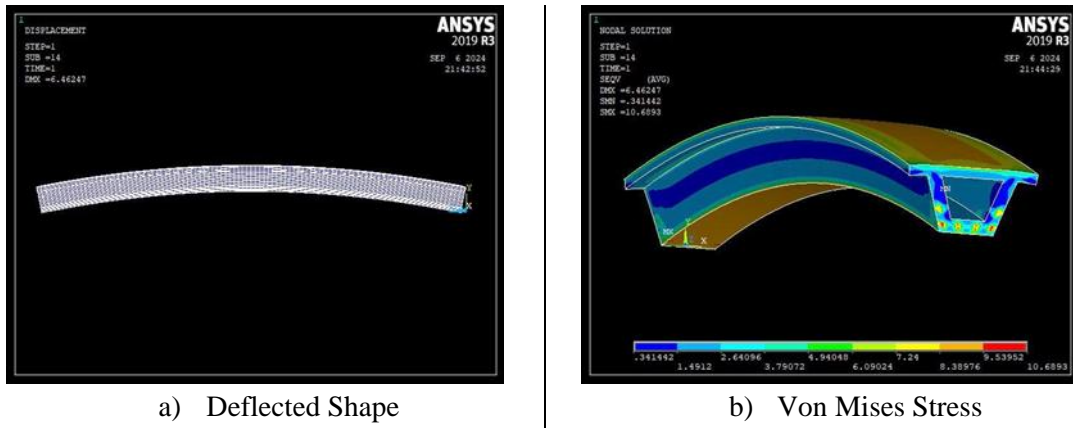 1
DISPLACEMENT
STEP=1
SUB =14
TIME=1
DMX =6.46247
ANSYS
2019 R3
SEP 6 2024
21:42:52
Y
X
a) Deflected Shape
1
NODAL SOLUTION
STEP=1
SUB =14
TIME=1
SEQV (AVG)
DMX =6.46247
SMN =.341442
SMX =10.6893
ANSYS
2019 R3
SEP 6 2024
21:44:29
MN
MX
Y
X
.341442 2.64096 4.94048 7.24 9.53952
1.4912 3.79072 6.09024 8.38976 10.6893
b) Von Mises Stress